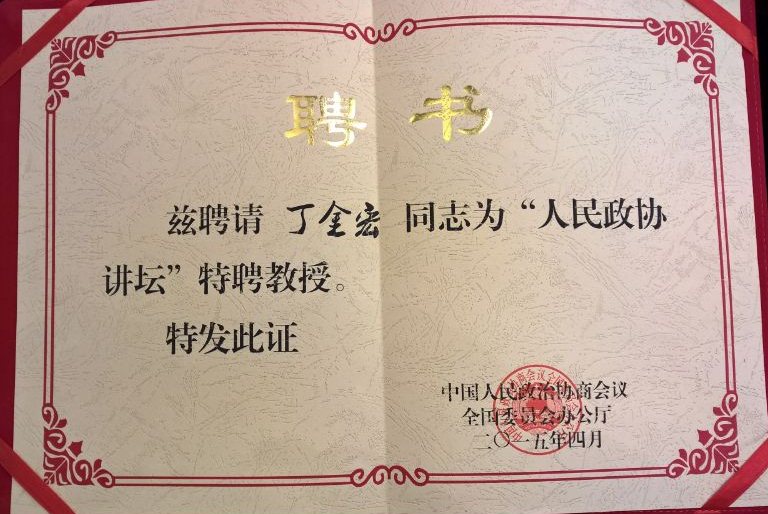 聘 书
兹聘请 丁金宏 同志为“人民政协
讲坛”特聘教授。
特发此证
中国人民政治协商会议
全国委员会办公厅
二〇一五年四月